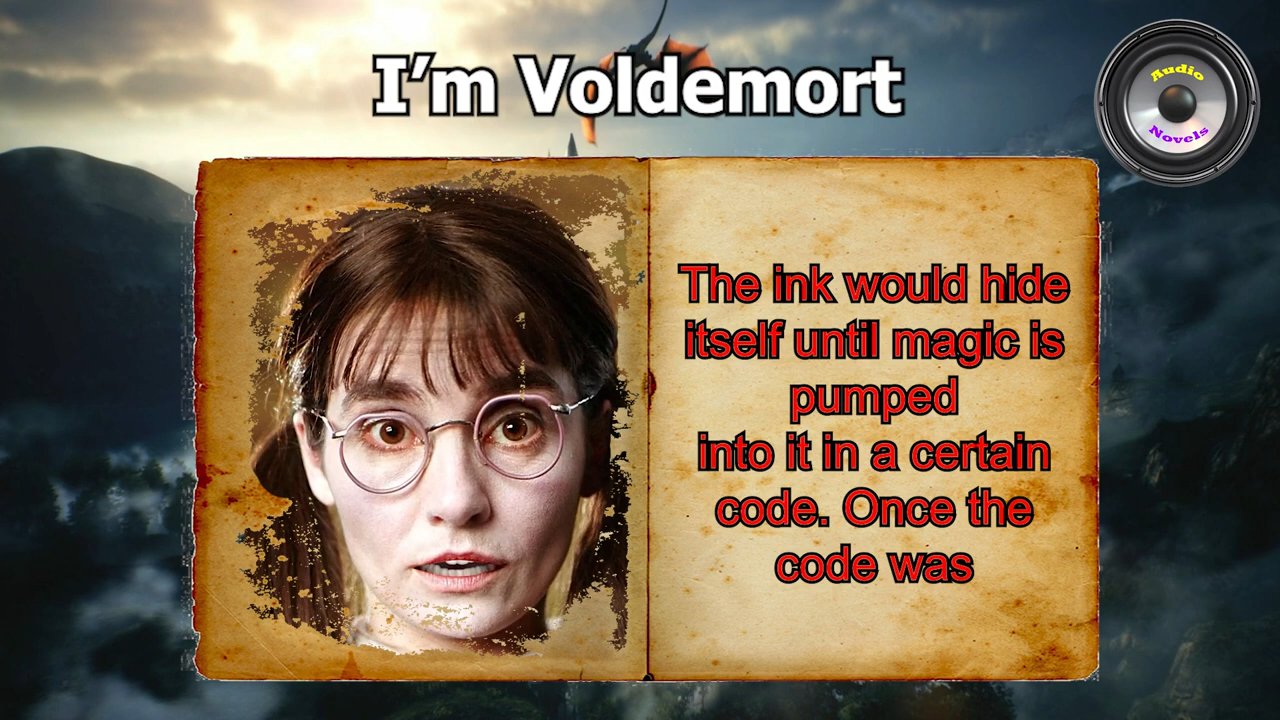 I’m Voldemort
Audio
Novels
The ink would hide
itself until magic is
pumped
into it in a certain
code. Once the
code was